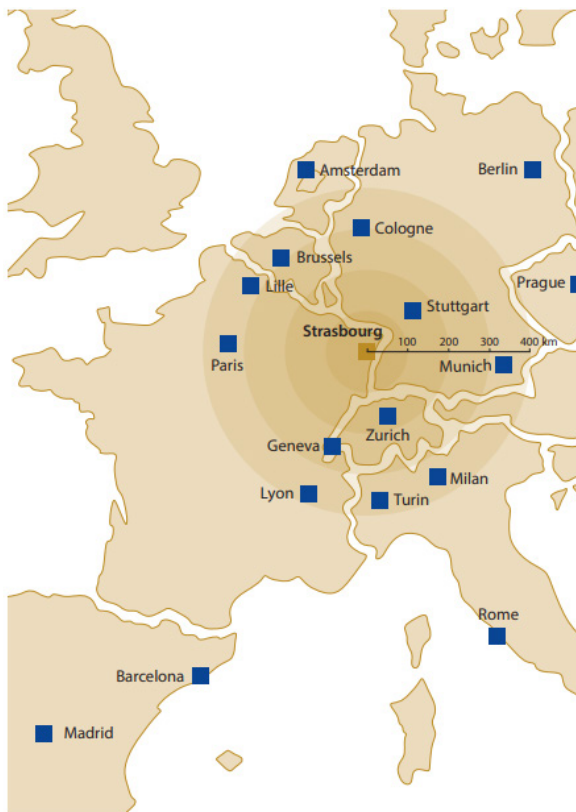 Amsterdam
Berlin
Cologne
Brussels
Lille
Prague
Stuttgart
Strasbourg
0 100 200 300 400 km
Paris
Munich
Zurich
Geneva
Milan
Lyon
Turin
Rome
Barcelona
Madrid